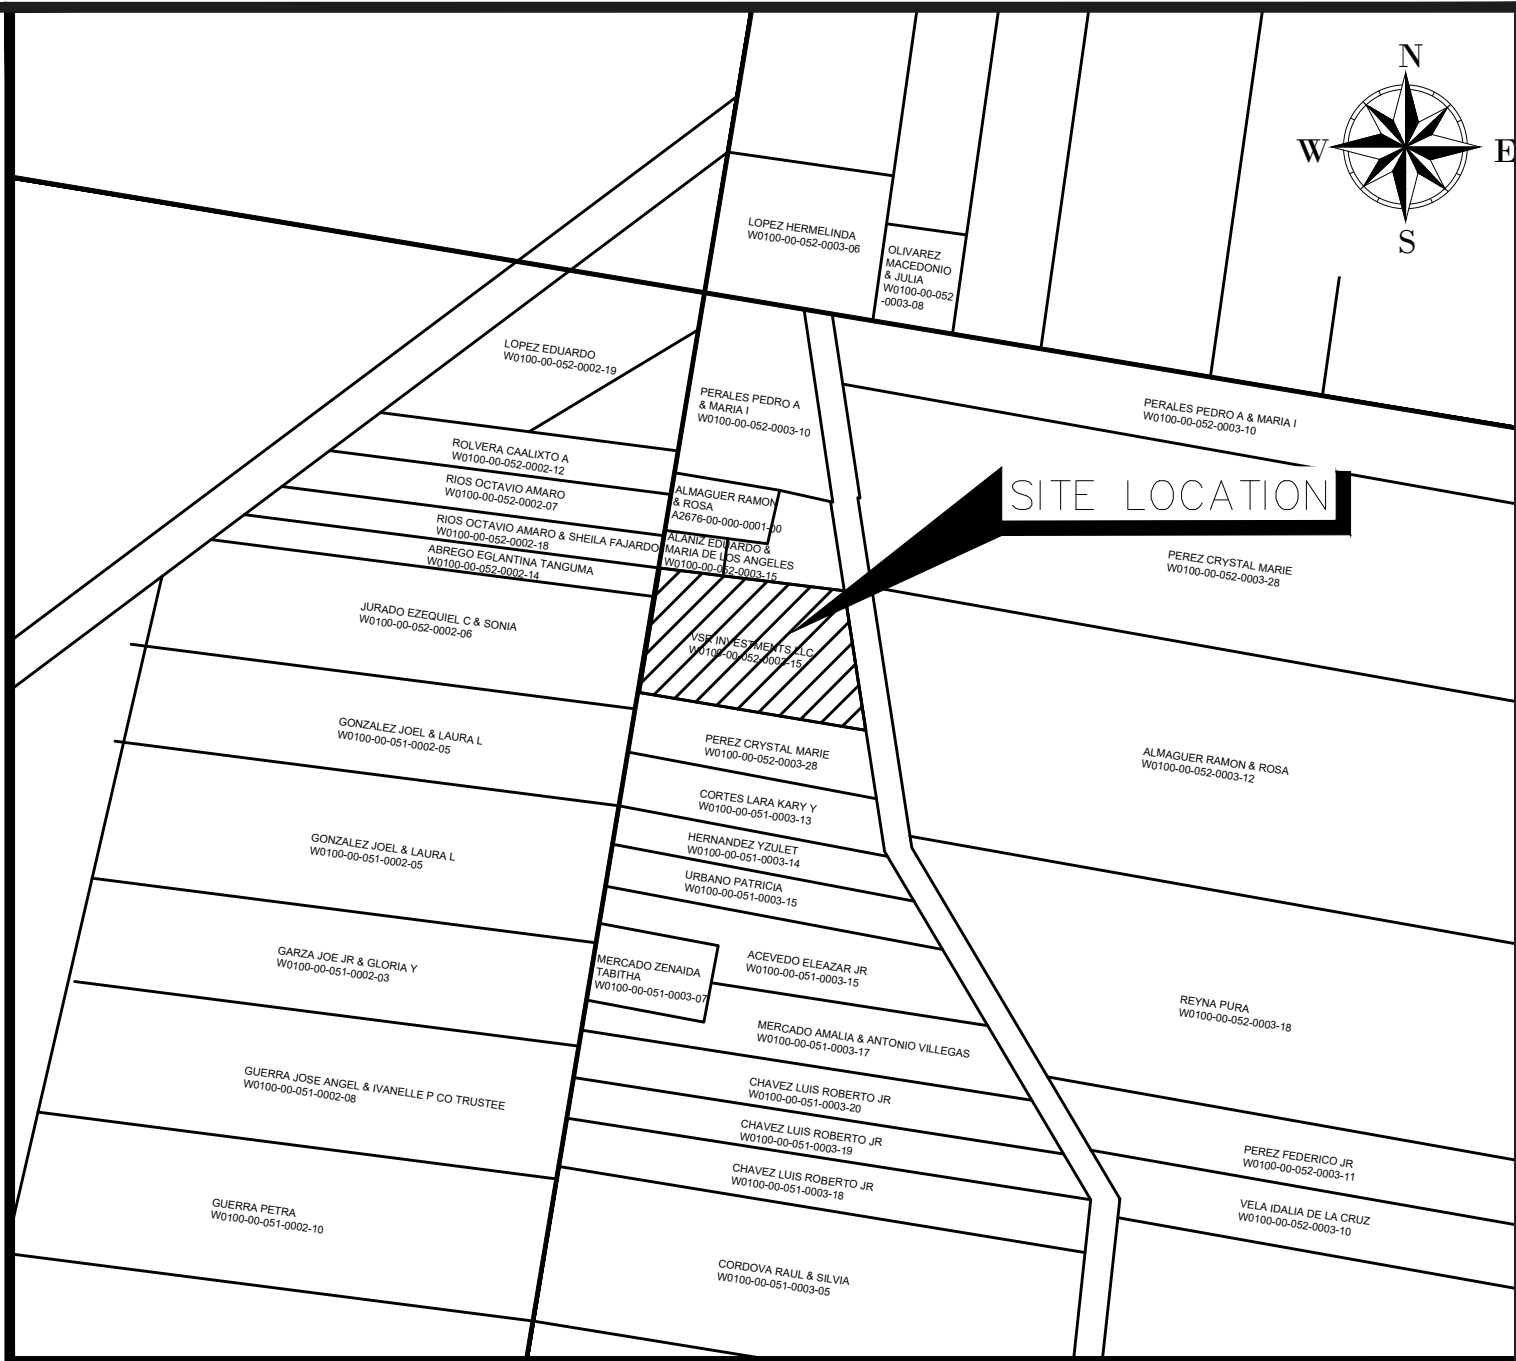 N
W
E
S
LOPEZ HERMELINDA
W0100-00-052-0003-06
OLIVAREZ
MACEDONIO
& JULIA
W0100-00-052
-0003-08
LOPEZ EDUARDO
W0100-00-052-0002-19
PERALES PEDRO A
& MARIA I
W0100-00-052-0003-10
PERALES PEDRO A & MARIA I
W0100-00-052-0003-10
ROLVERA CAALIXTO A
W0100-00-052-0002-12
RIOS OCTAVIO AMARO
W0100-00-052-0002-07
RIOS OCTAVIO AMARO & SHEILA FAJARDO
W0100-00-052-0002-18
ABREGO EGLANTINA TANGUMA
W0100-00-052-0002-14
ALMAGUER RAMON
& ROSA
A2676-00-000-0001-00
ALANIZ EDUARDO &
MARIA DE LOS ANGELES
W0100-00-052-0003-15
SITE LOCATION
PEREZ CRYSTAL MARIE
W0100-00-052-0003-28
JURADO EZEQUIEL C & SONIA
W0100-00-052-0002-06
VSR INVESTMENTS LLC
W0100-00-052-0003-15
GONZALEZ JOEL & LAURA L
W0100-00-051-0002-05
PEREZ CRYSTAL MARIE
W0100-00-052-0003-28
ALMAGUER RAMON & ROSA
W0100-00-052-0003-12
CORTES LARA KARY Y
W0100-00-051-0003-13
HERNANDEZ YZULET
W0100-00-051-0003-14
GONZALEZ JOEL & LAURA L
W0100-00-051-0002-05
URBANO PATRICIA
W0100-00-051-0003-15
GARZA JOE JR & GLORIA Y
W0100-00-051-0002-03
MERCADO ZENAIDA
TABITHA
W0100-00-051-0003-07
ACEVEDO ELEAZAR JR
W0100-00-051-0003-15
REYNA PURA
W0100-00-052-0003-18
MERCADO AMALIA & ANTONIO VILLEGAS
W0100-00-051-0003-17
GUERRA JOSE ANGEL & IVANELLE P CO TRUSTEE
W0100-00-051-0002-08
CHAVEZ LUIS ROBERTO JR
W0100-00-051-0003-20
CHAVEZ LUIS ROBERTO JR
W0100-00-051-0003-19
PEREZ FEDERICO JR
W0100-00-052-0003-11
CHAVEZ LUIS ROBERTO JR
W0100-00-051-0003-18
GUERRA PETRA
W0100-00-051-0002-10
VELA IDALIA DE LA CRUZ
W0100-00-052-0003-10
CORDOVA RAUL & SILVIA
W0100-00-051-0003-05